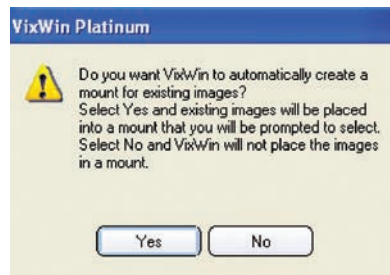 VixWin Platinum
Do you want VixWin to automatically create a
mount for existing images?
Select Yes and existing images will be placed
into a mount that you will be prompted to select.
Select No and VixWin will not place the images
in a mount.
Yes No